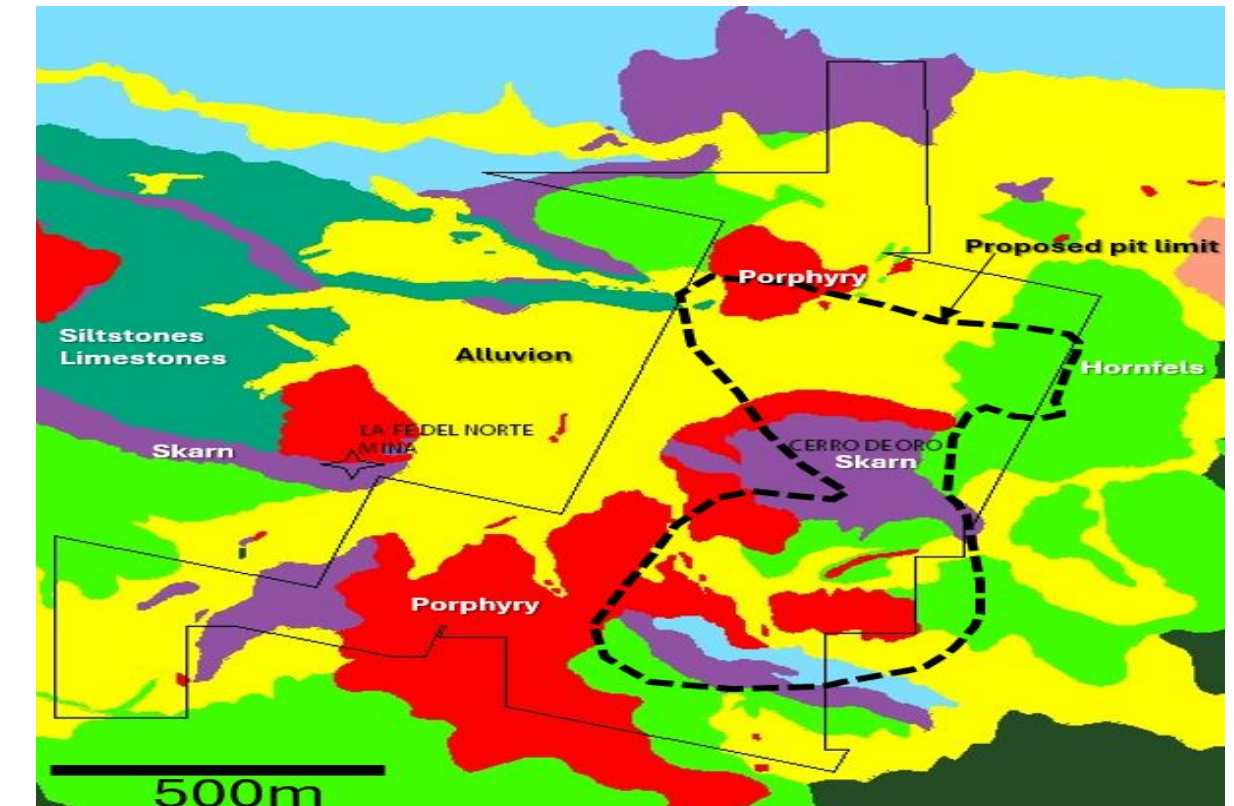 Proposed pit limit
Porphyry
Siltstones
Limestones
Alluvion
Hornfels
LA FE DEL NORTE
MINA
Skarn
CERRO DE ORO
Skarn
Porphyry
500m